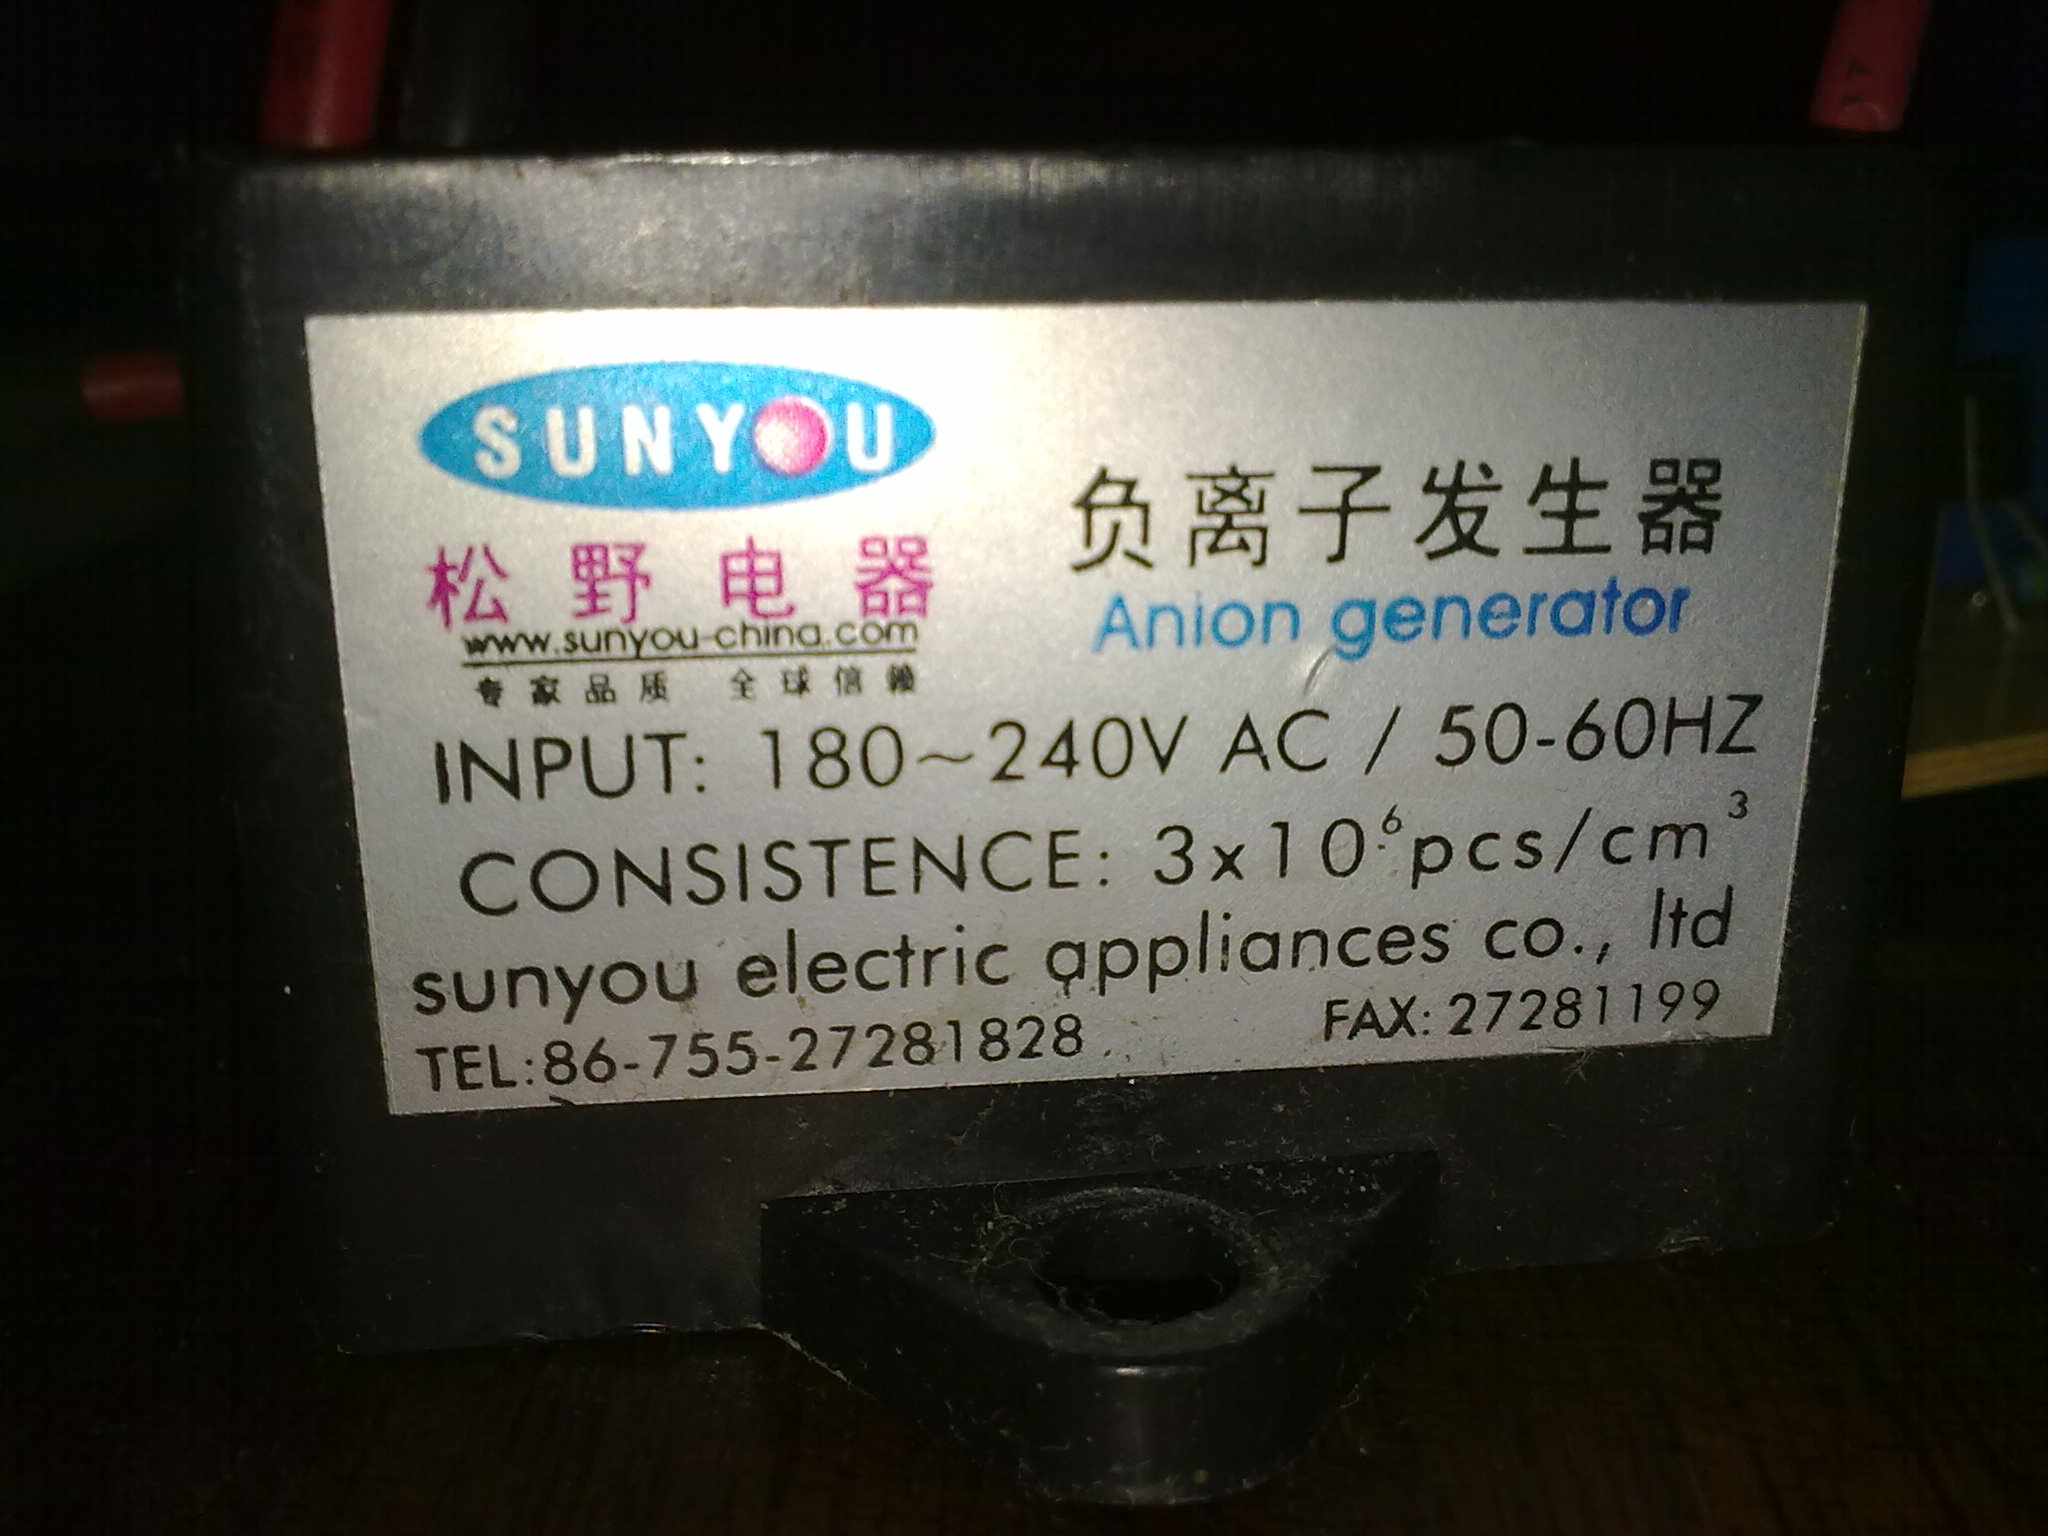 SUNYOU
松野电器
www.sunyou-china.com
专家品质 全球信赖
负离子发生器
Anion generator
INPUT: 180~240V AC / 50-60HZ
CONSISTENCE: 3x10⁶pcs/cm³
sunyou electric appliances co., ltd
TEL:86-755-27281828 FAX:27281199